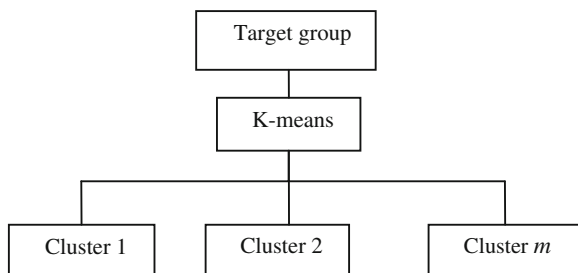 Target group
K-means
Cluster 1
Cluster 2
Cluster m